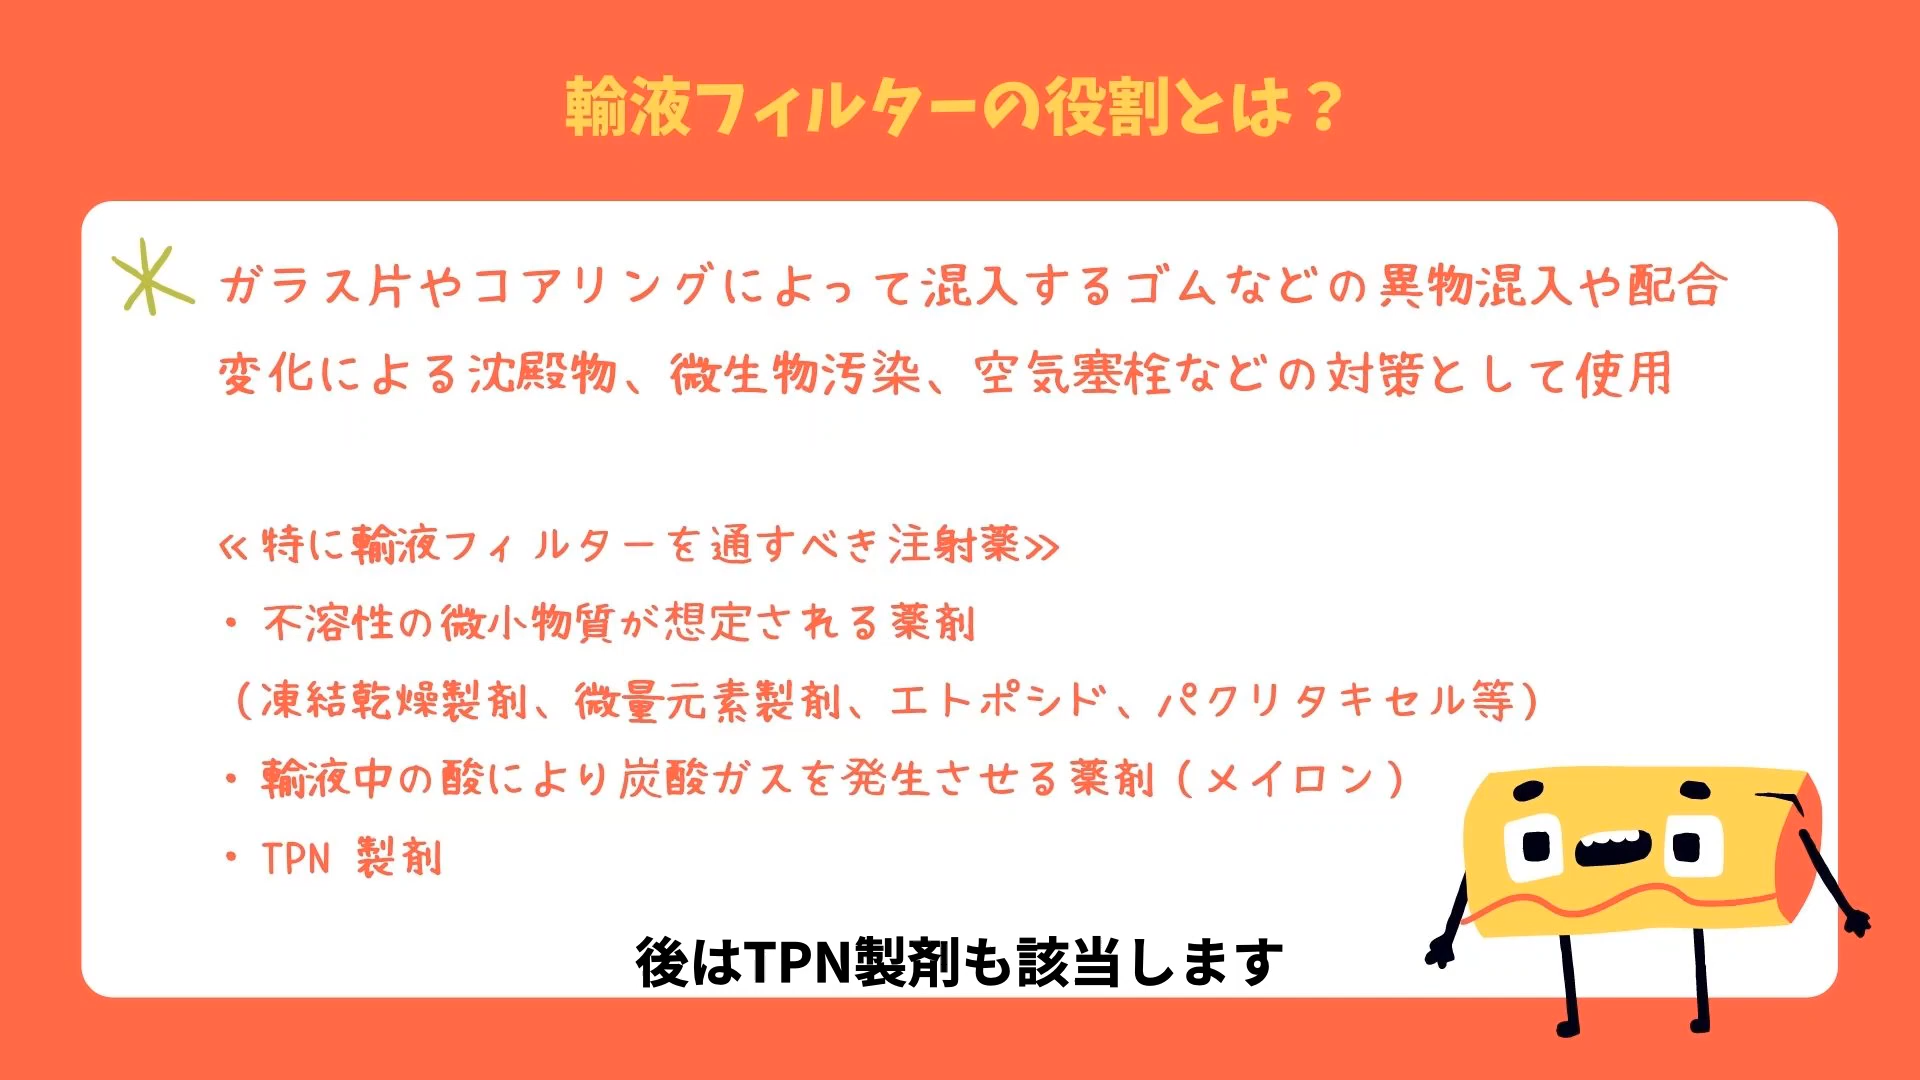 輸液フィルターの役割とは？
ガラス片やコアリングによって混入するゴムなどの異物混入や配合
変化による沈殿物、微生物汚染、空気塞栓などの対策として使用
≪特に輸液フィルターを通すべき注射薬≫
・不溶性の微小物質が想定される薬剤
（凍結乾燥製剤、微量元素製剤、エトポシド、パクリタキセル等）
・輸液中の酸により炭酸ガスを発生させる薬剤（メイロン）
・TPN 製剤
後はTPN製剤も該当します